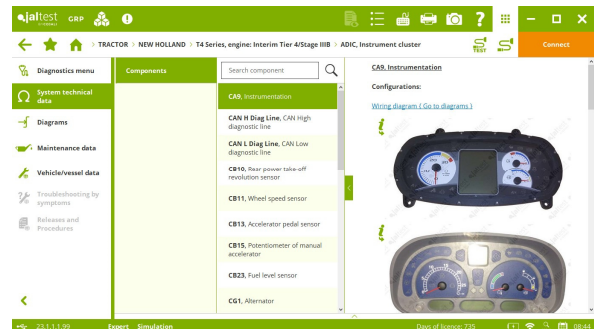 jaltest GRP
by COJALI
?
TRACTOR > NEW HOLLAND > T4 Series, engine: Interim Tier 4/Stage IIIB > ADIC, Instrument cluster
TEST
Connect
Diagnostics menu
System technical
data
Diagrams
Maintenance data
Vehicle/vessel data
Troubleshooting by
symptoms
Releases and
Procedures
Components
Search component
CA9, Instrumentation
CAN H Diag Line, CAN High
diagnostic line
CAN L Diag Line, CAN Low
diagnostic line
CB10, Rear power take-off
revolution sensor
CB11, Wheel speed sensor
CB13, Accelerator pedal sensor
CB15, Potentiometer of manual
accelerator
CB23, Fuel level sensor
CG1, Alternator
CA9, Instrumentation
Configurations:
Wiring diagram ( Go to diagrams )
23.1.1.1.99
Expert
Simulation
Days of licence: 735
08:44